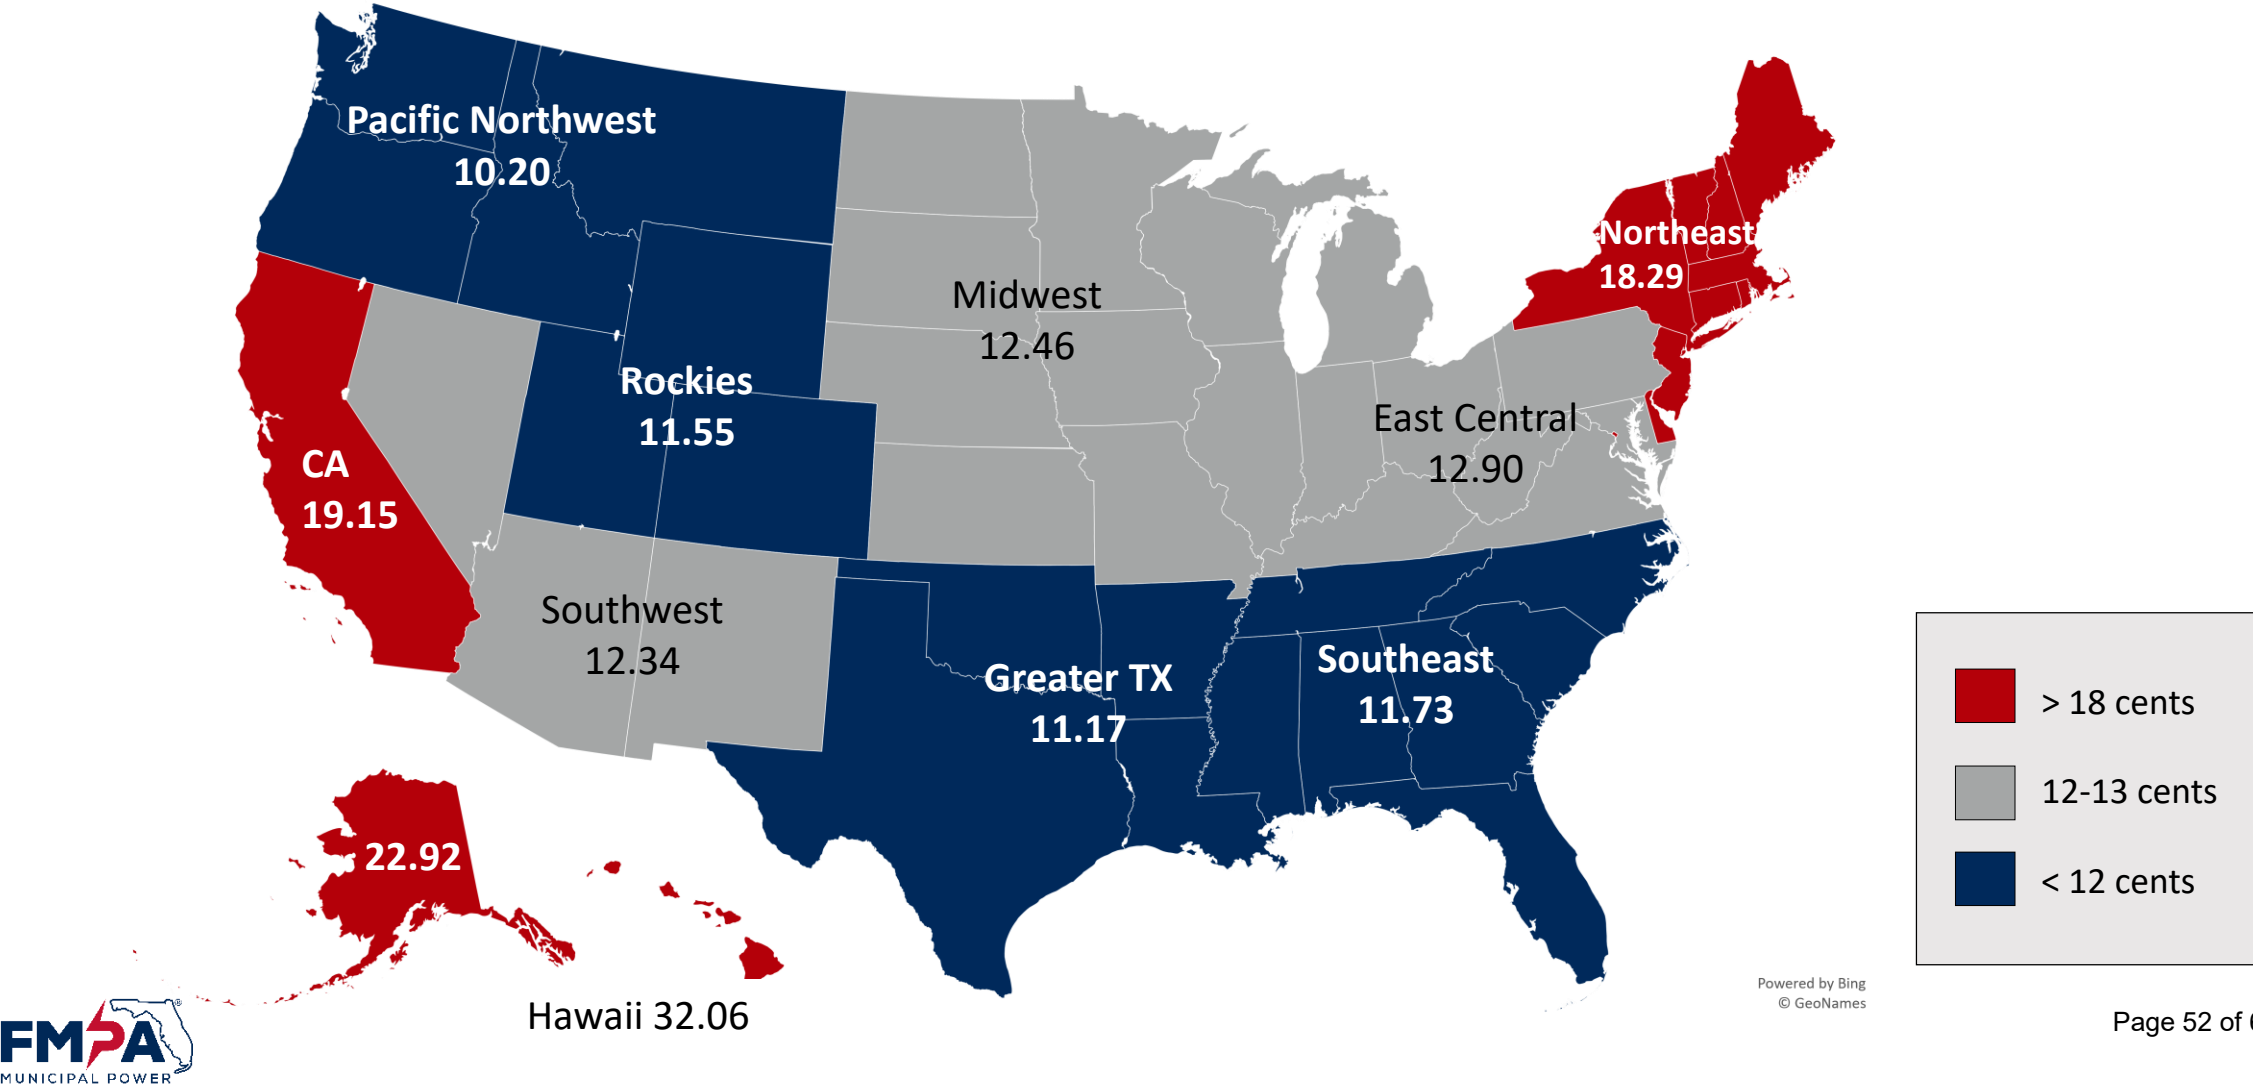 Pacific Northwest
10.20
Northeast
18.29
Midwest
12.46
Rockies
11.55
East Central
12.90
CA
19.15
Southwest
12.34
Greater TX
11.17
Southeast
11.73
> 18 cents
12-13 cents
< 12 cents
22.92
Hawaii 32.06
Powered by Bing
© GeoNames
Page 52 of
FMPA®
MUNICIPAL POWER